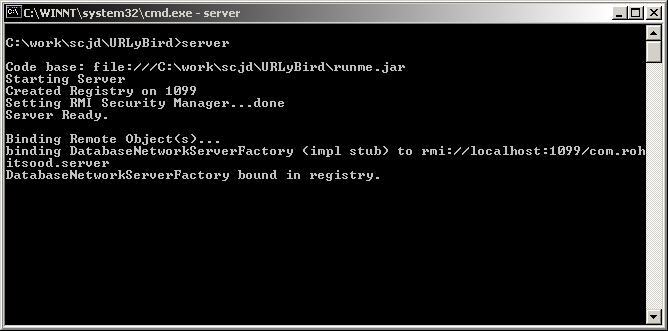 C:\WINNT\system32\cmd.exe - server
C:\work\scjd\URLyBird>server
Code base: file:///C:\work\scjd\URLyBird\runme.jar
Starting Server
Created Registry on 1099
Setting RMI Security Manager...done
Server Ready.
Binding Remote Object(s)...
binding DatabaseNetworkServerFactory (impl stub) to rmi://localhost:1099/com.roh
itsood.server
DatabaseNetworkServerFactory bound in registry.